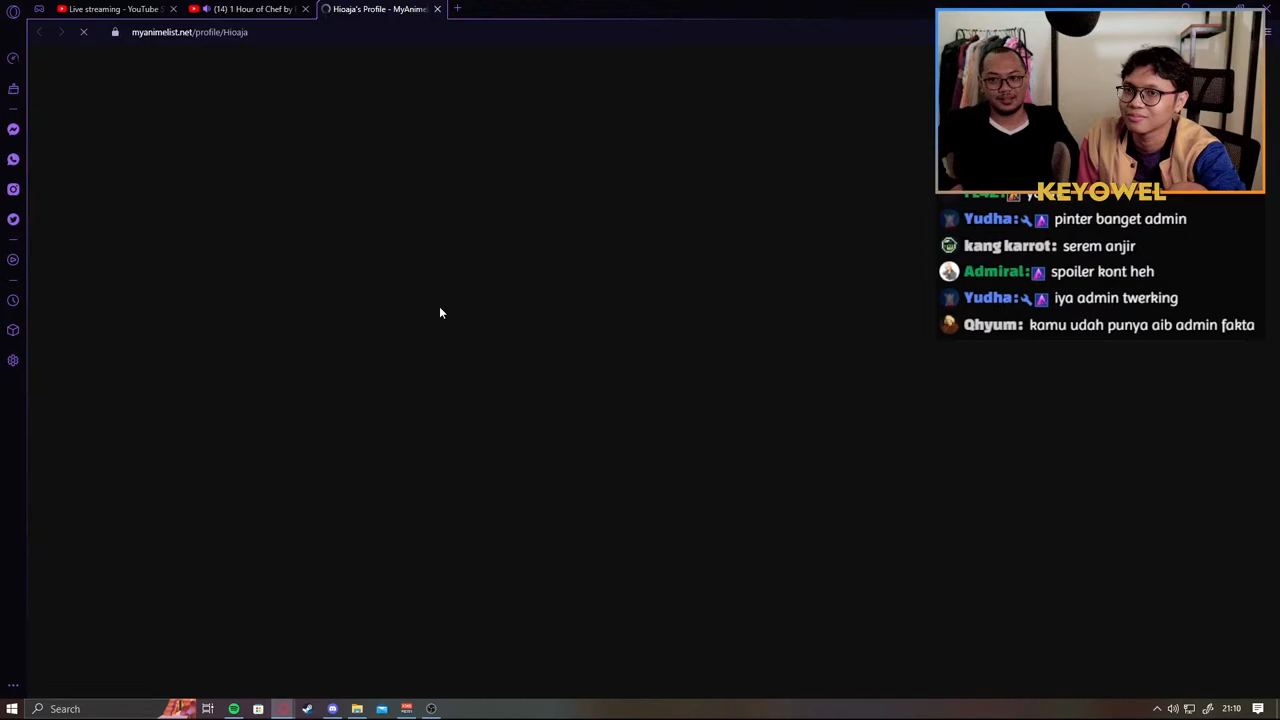 Live streaming - YouTube S
(14) 1 Hour of Chef by
Hioaja's Profile - MyAnime
myanimelist.net/profile/Hioaja
KEYOWEL
Yudha: pinter banget admin
kang karrot: serem anjir
Admiral: spoiler kont heh
Yudha: iya admin twerking
Qhyum: kamu udah punya aib admin fakta
Search
21:10